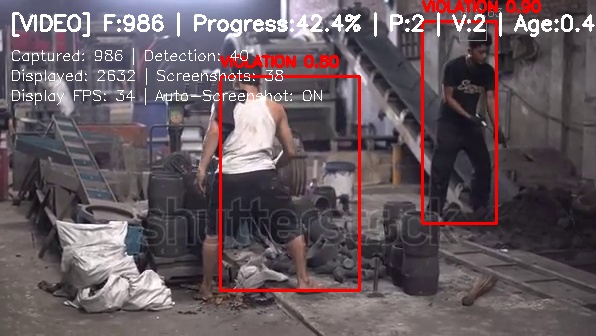 VIOLATION 0.90
[VIDEO] F:986 | Progress:42.4% | P:2 | V:2 | Age:0.4
Captured: 986 | Detection: 40
VIOLATION 0.80
Displayed: 2632 | Screenshots: 38
Display FPS: 34 | Auto-Screenshot: ON
shutterstock